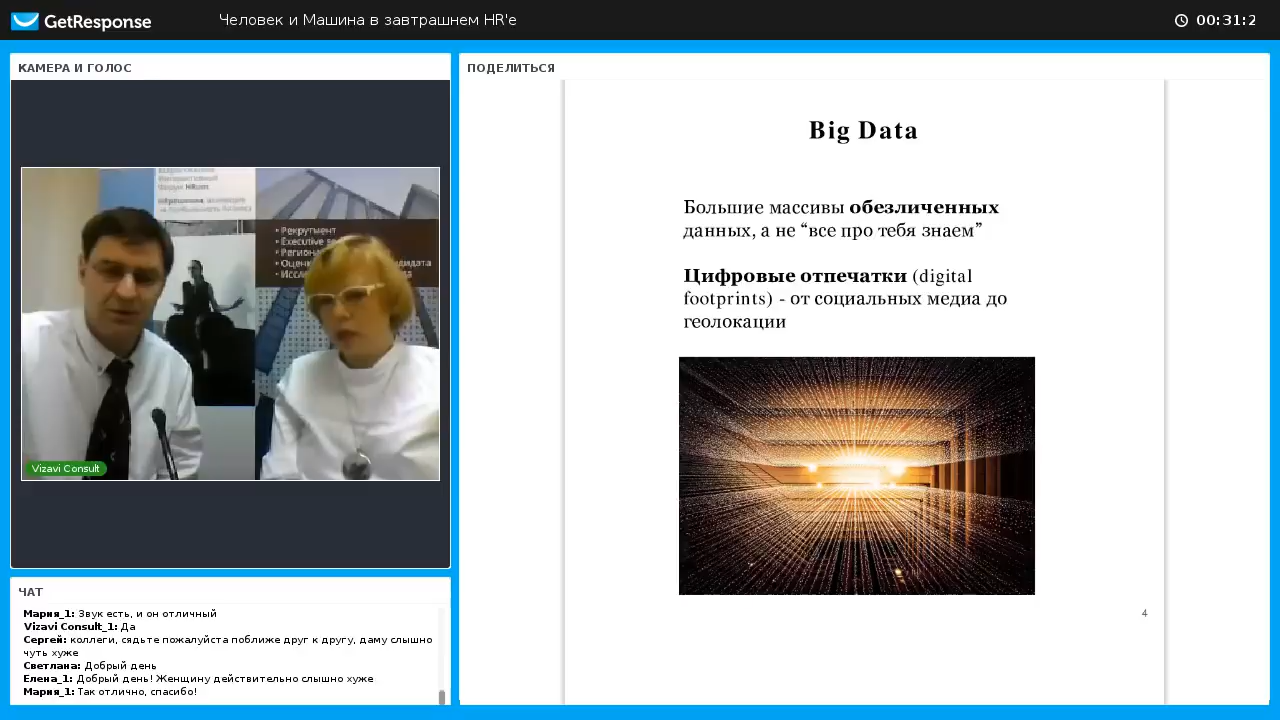 GetResponse
Человек и Машина в завтрашнем HR'е
00:31:2
КАМЕРА И ГОЛОС
ПОДЕЛИТЬСЯ
Форум
• Рекрутмент
• Executive
• Оценк
Vizavi Consult
Big Data
Большие массивы обезличенных
данных, а не “все про тебя знаем”
Цифровые отпечатки (digital
footprints) - от социальных медиа до
геолокации
4
ЧАТ
Мария_1: Звук есть, и он отличный
Vizavi Consult_1: Да
Сергей: коллеги, сядьте пожалуйста поближе друг к другу, даму слышно
чуть хуже
Светлана: Добрый день
Елена_1: Добрый день! Женщину действительно слышно хуже
Мария_1: Так отлично, спасибо!